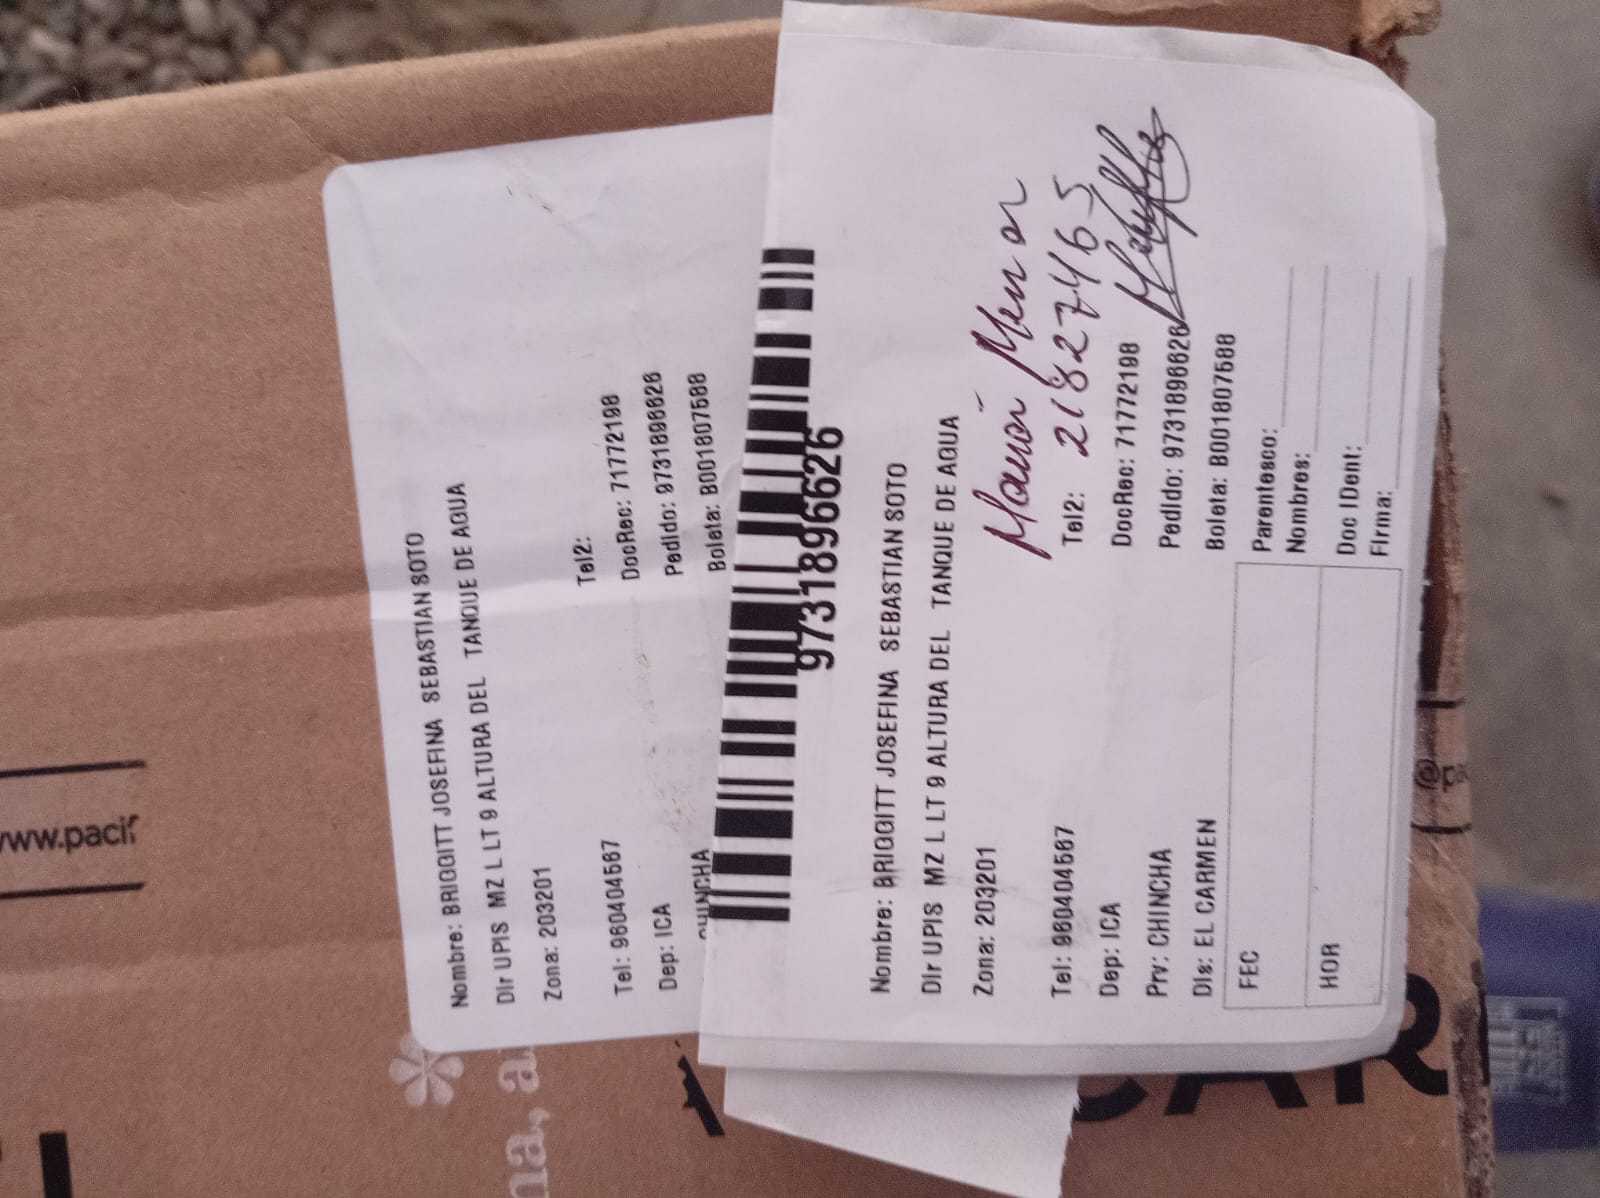 Nombre: BRIGGITT JOSEFINA SEBASTIAN SOTO
Dir UPIS MZ L LT 9 ALTURA DEL TANQUE DE AGUA
Zona: 203201
Tel: 960404567 Tel2:
Dep: ICA DocRec: 71772198
CHINCHA Pedido: 9731896626
Boleta: B001807588
9731896626
Nombre: BRIGGITT JOSEFINA SEBASTIAN SOTO
Dir UPIS MZ L LT 9 ALTURA DEL TANQUE DE AGUA
Zona: 203201
Tel: 960404567 Tel2:
21827465
Dep: ICA DocRec: 71772198
Prv: CHINCHA Pedido: 9731896626
Dis: EL CARMEN Boleta: B001807588
FEC
HOR
Parentesco:
Nombres:
Doc IDent:
Firma: